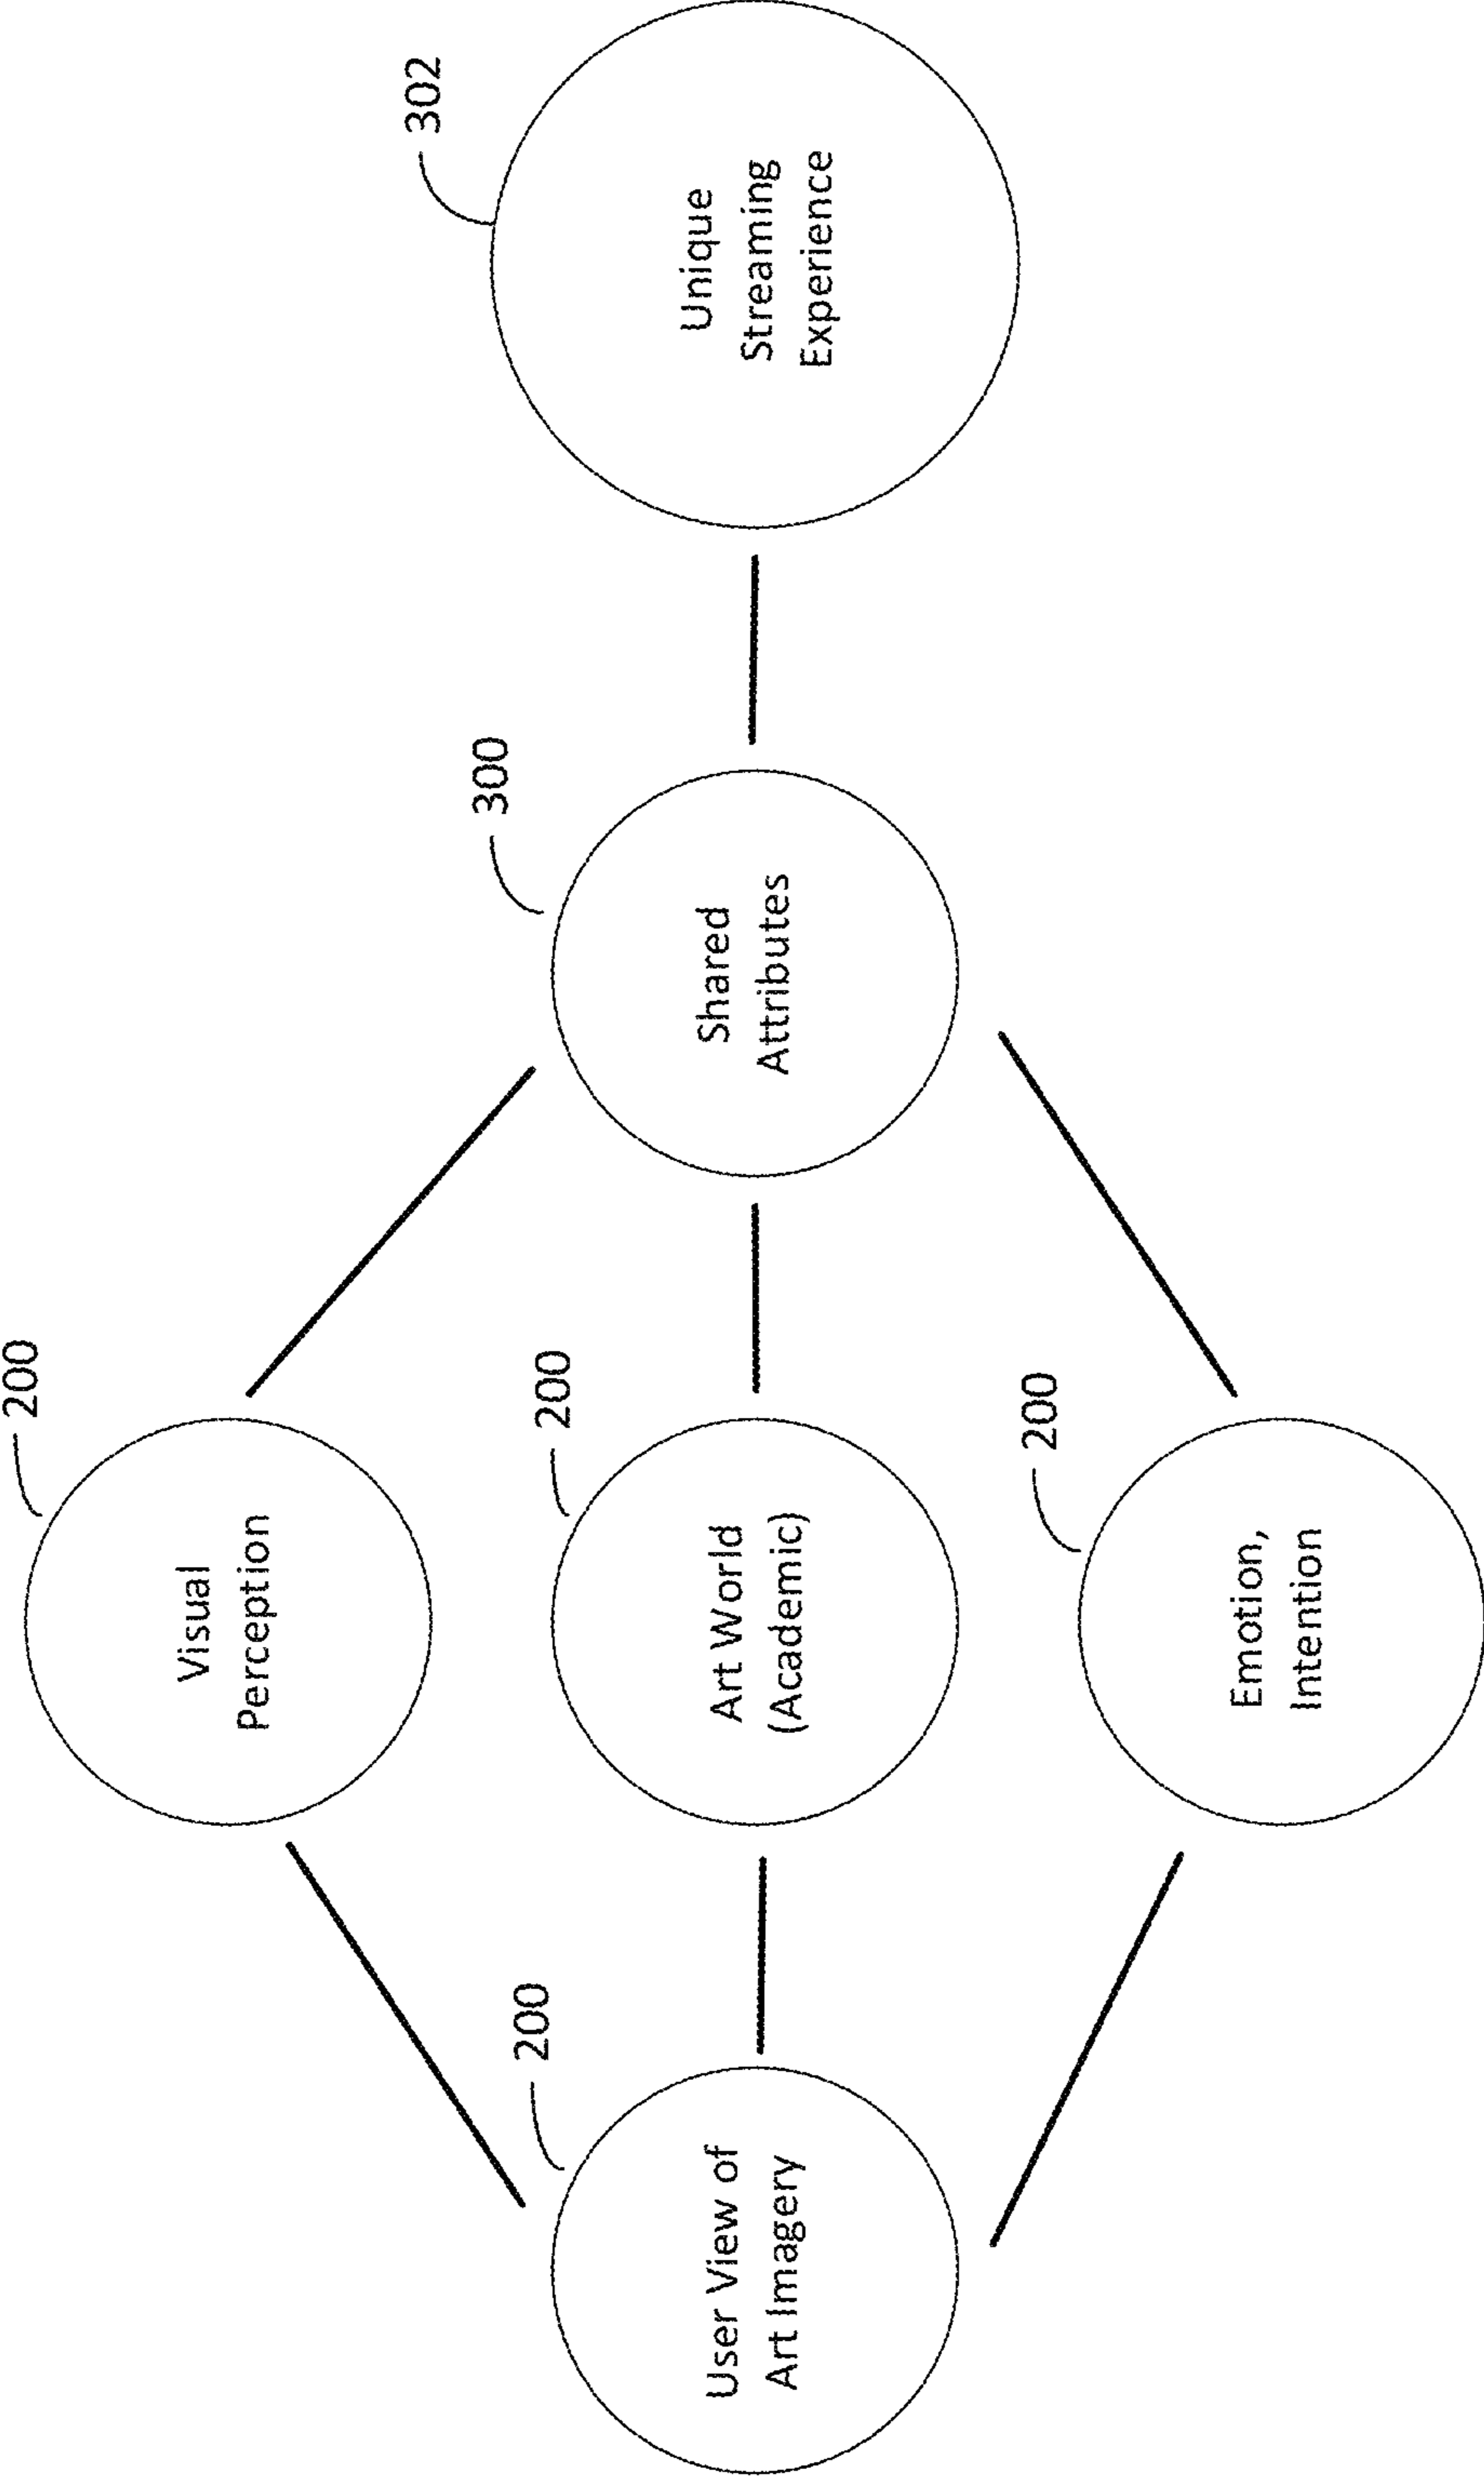 200
Visual
Perception
200
User View of
Art Imagery
200
Art World
(Academic)
300
Shared
Attributes
302
Unique
Streaming
Experience
200
Emotion,
Intention